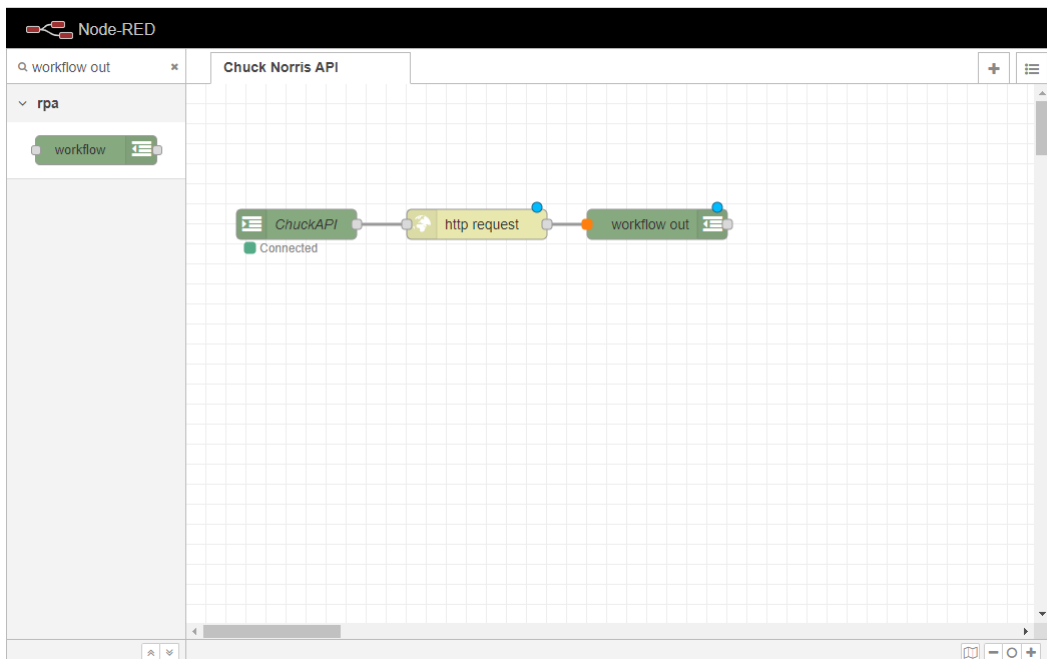 Node-RED
workflow out
Chuck Norris API
rpa
workflow
ChuckAPI
http request
workflow out
Connected